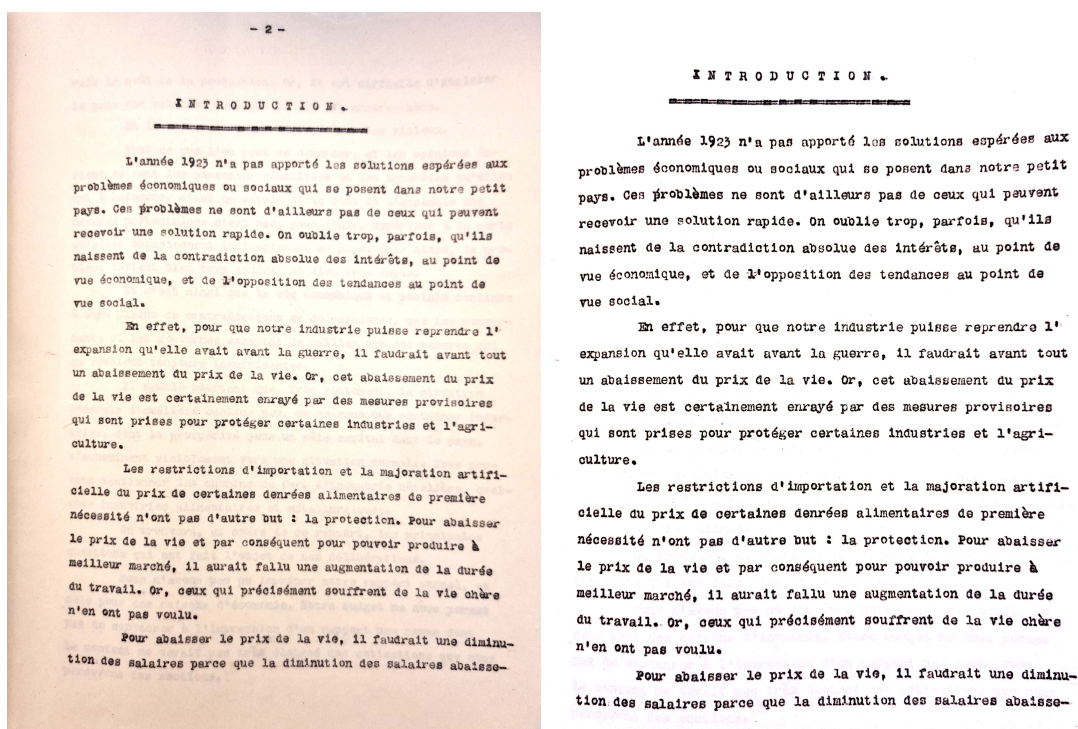 - 2 -
INTRODUCTION.
L'année 1923 n'a pas apporté les solutions espérées aux
problèmes économiques ou sociaux qui se posent dans notre petit
pays. Ces problèmes ne sont d'ailleurs pas de ceux qui peuvent
recevoir une solution rapide. On oublie trop, parfois, qu'ils
naissent de la contradiction absolue des intérêts, au point de
vue économique, et de l'opposition des tendances au point de
vue social.
En effet, pour que notre industrie puisse reprendre l'
expansion qu'elle avait avant la guerre, il faudrait avant tout
un abaissement du prix de la vie. Or, cet abaissement du prix
de la vie est certainement enrayé par des mesures provisoires
qui sont prises pour protéger certaines industries et l'agri-
culture.
Les restrictions d'importation et la majoration artifi-
cielle du prix de certaines denrées alimentaires de première
nécessité n'ont pas d'autre but : la protection. Pour abaisser
le prix de la vie et par conséquent pour pouvoir produire à
meilleur marché, il aurait fallu une augmentation de la durée
du travail. Or, ceux qui précisément souffrent de la vie chère
n'en ont pas voulu.
Pour abaisser le prix de la vie, il faudrait une diminu-
tion des salaires parce que la diminution des salaires abaisse-
INTRODUCTION.
L'année 1923 n'a pas apporté les solutions espérées aux
problèmes économiques ou sociaux qui se posent dans notre petit
pays. Ces problèmes ne sont d'ailleurs pas de ceux qui peuvent
recevoir une solution rapide. On oublie trop, parfois, qu'ils
naissent de la contradiction absolue des intérêts, au point de
vue économique, et de l'opposition des tendances au point de
vue social.
En effet, pour que notre industrie puisse reprendre l'
expansion qu'elle avait avant la guerre, il faudrait avant tout
un abaissement du prix de la vie. Or, cet abaissement du prix
de la vie est certainement enrayé par des mesures provisoires
qui sont prises pour protéger certaines industries et l'agri-
culture.
Les restrictions d'importation et la majoration artifi-
cielle du prix de certaines denrées alimentaires de première
nécessité n'ont pas d'autre but : la protection. Pour abaisser
le prix de la vie et par conséquent pour pouvoir produire à
meilleur marché, il aurait fallu une augmentation de la durée
du travail. Or, ceux qui précisément souffrent de la vie chère
n'en ont pas voulu.
Pour abaisser le prix de la vie, il faudrait une diminu-
tion des salaires parce que la diminution des salaires abaisse-